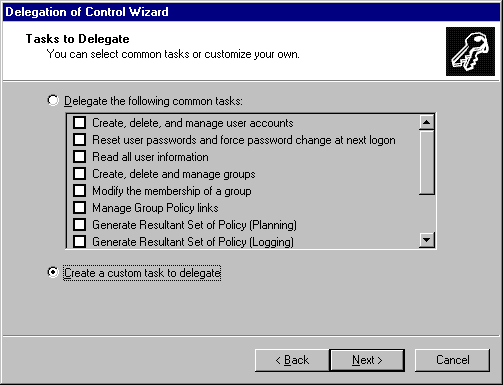 Delegation of Control Wizard
Tasks to Delegate
You can select common tasks or customize your own.
Delegate the following common tasks:
Create, delete, and manage user accounts
Reset user passwords and force password change at next logon
Read all user information
Create, delete and manage groups
Modify the membership of a group
Manage Group Policy links
Generate Resultant Set of Policy (Planning)
Generate Resultant Set of Policy (Logging)
Create a custom task to delegate
< Back
Next >
Cancel